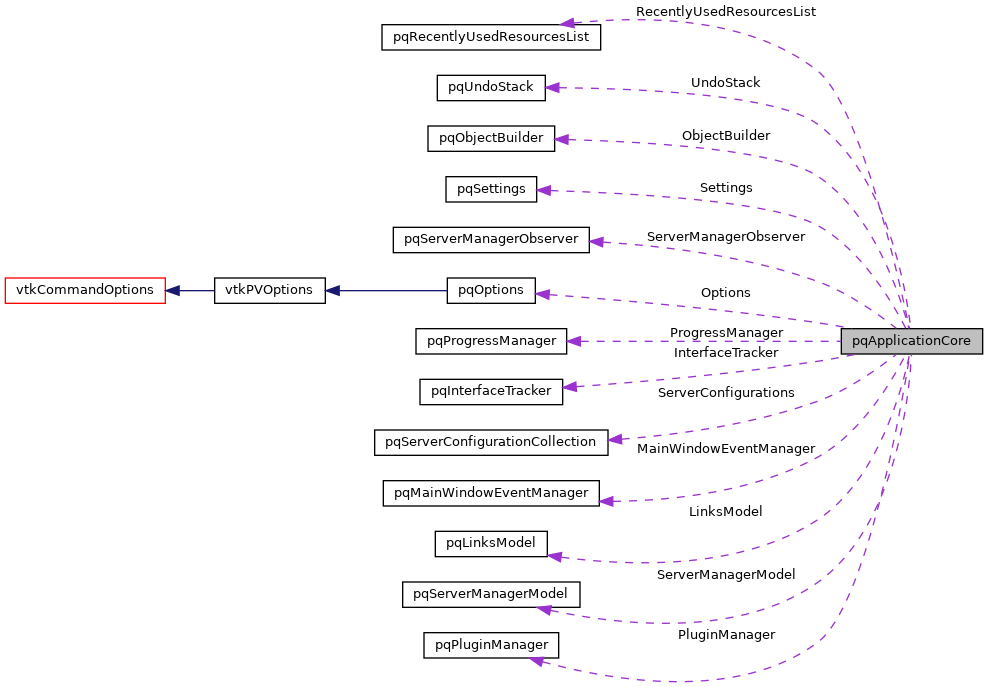 RecentlyUsedResourcesList
pqRecentlyUsedResourcesList
UndoStack
pqUndoStack
ObjectBuilder
pqObjectBuilder
Settings
pqSettings
ServerManagerObserver
pqServerManagerObserver
vtkCommandOptions
vtkPVOptions
pqOptions
Options
ProgressManager
pqProgressManager
pqApplicationCore
InterfaceTracker
pqInterfaceTracker
ServerConfigurations
pqServerConfigurationCollection
MainWindowEventManager
pqMainWindowEventManager
LinksModel
pqLinksModel
ServerManagerModel
pqServerManagerModel
PluginManager
pqPluginManager